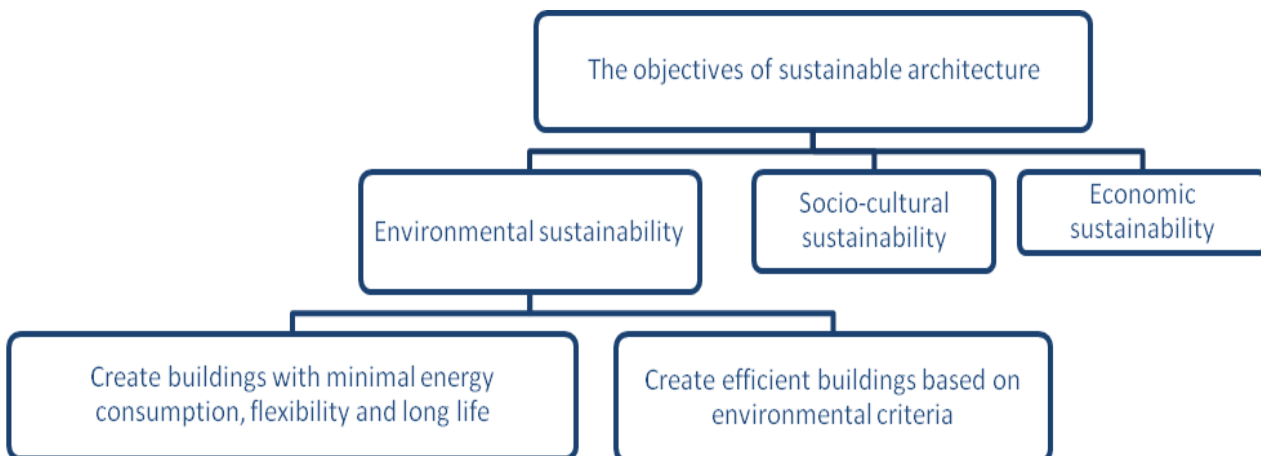 The objectives of sustainable architecture
Environmental sustainability
Socio-cultural
sustainability
Economic
sustainability
Create buildings with minimal energy
consumption, flexibility and long life
Create efficient buildings based on
environmental criteria